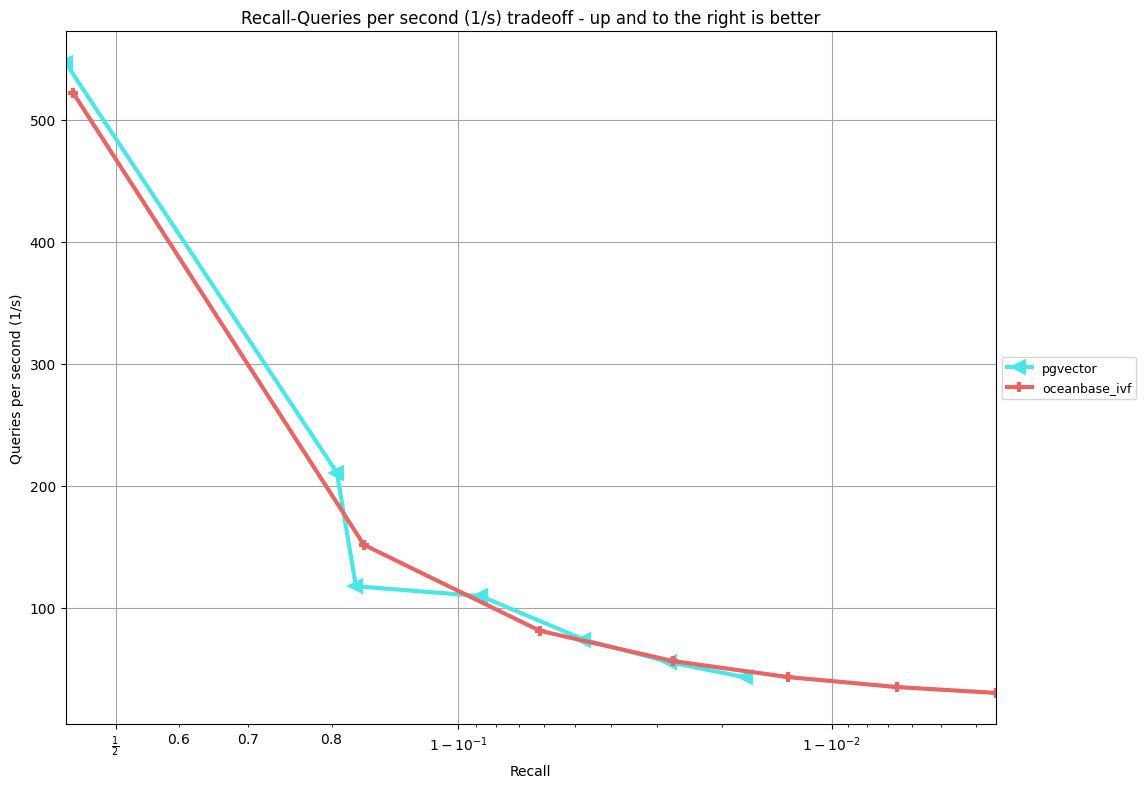 Recall-Queries per second (1/s) tradeoff - up and to the right is better
Queries per second (1/s)
500
400
300
200
100
1/2
0.6
0.7
0.8
1 − 10⁻¹
1 − 10⁻²
Recall
pgvector
oceanbase_ivf